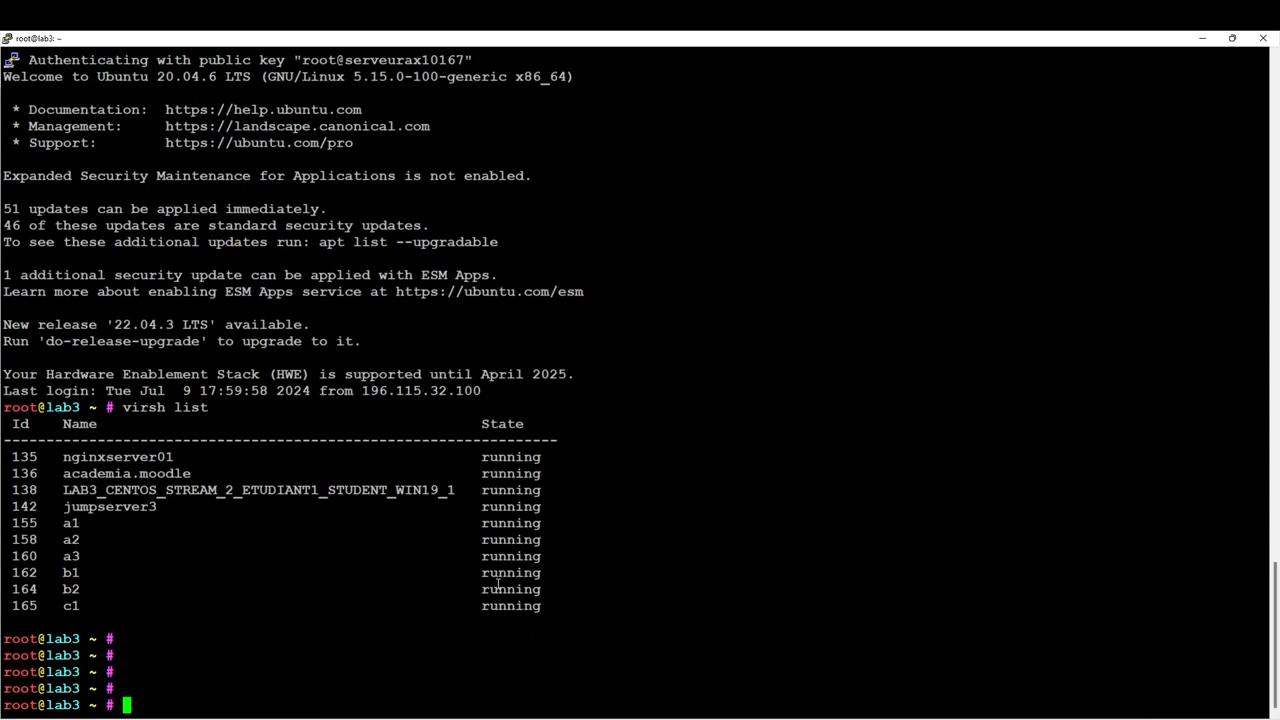 root@lab3: ~
Authenticating with public key "root@serveurax10167"
Welcome to Ubuntu 20.04.6 LTS (GNU/Linux 5.15.0-100-generic x86_64)
* Documentation:  https://help.ubuntu.com
* Management:     https://landscape.canonical.com
* Support:        https://ubuntu.com/pro
Expanded Security Maintenance for Applications is not enabled.
51 updates can be applied immediately.
46 of these updates are standard security updates.
To see these additional updates run: apt list --upgradable
1 additional security update can be applied with ESM Apps.
Learn more about enabling ESM Apps service at https://ubuntu.com/esm
New release '22.04.3 LTS' available.
Run 'do-release-upgrade' to upgrade to it.
Your Hardware Enablement Stack (HWE) is supported until April 2025.
Last login: Tue Jul  9 17:59:58 2024 from 196.115.32.100
root@lab3 ~ # virsh list
Id    Name    State
-------------------------------------------------------------------
135   nginxserver01   running
136   academia.moodle   running
138   LAB3_CENTOS_STREAM_2_ETUDIANT1_STUDENT_WIN19_1   running
142   jumpserver3   running
155   a1   running
158   a2   running
160   a3   running
162   b1   running
164   b2   running
165   c1   running
root@lab3 ~ #
root@lab3 ~ #
root@lab3 ~ #
root@lab3 ~ #
root@lab3 ~ #